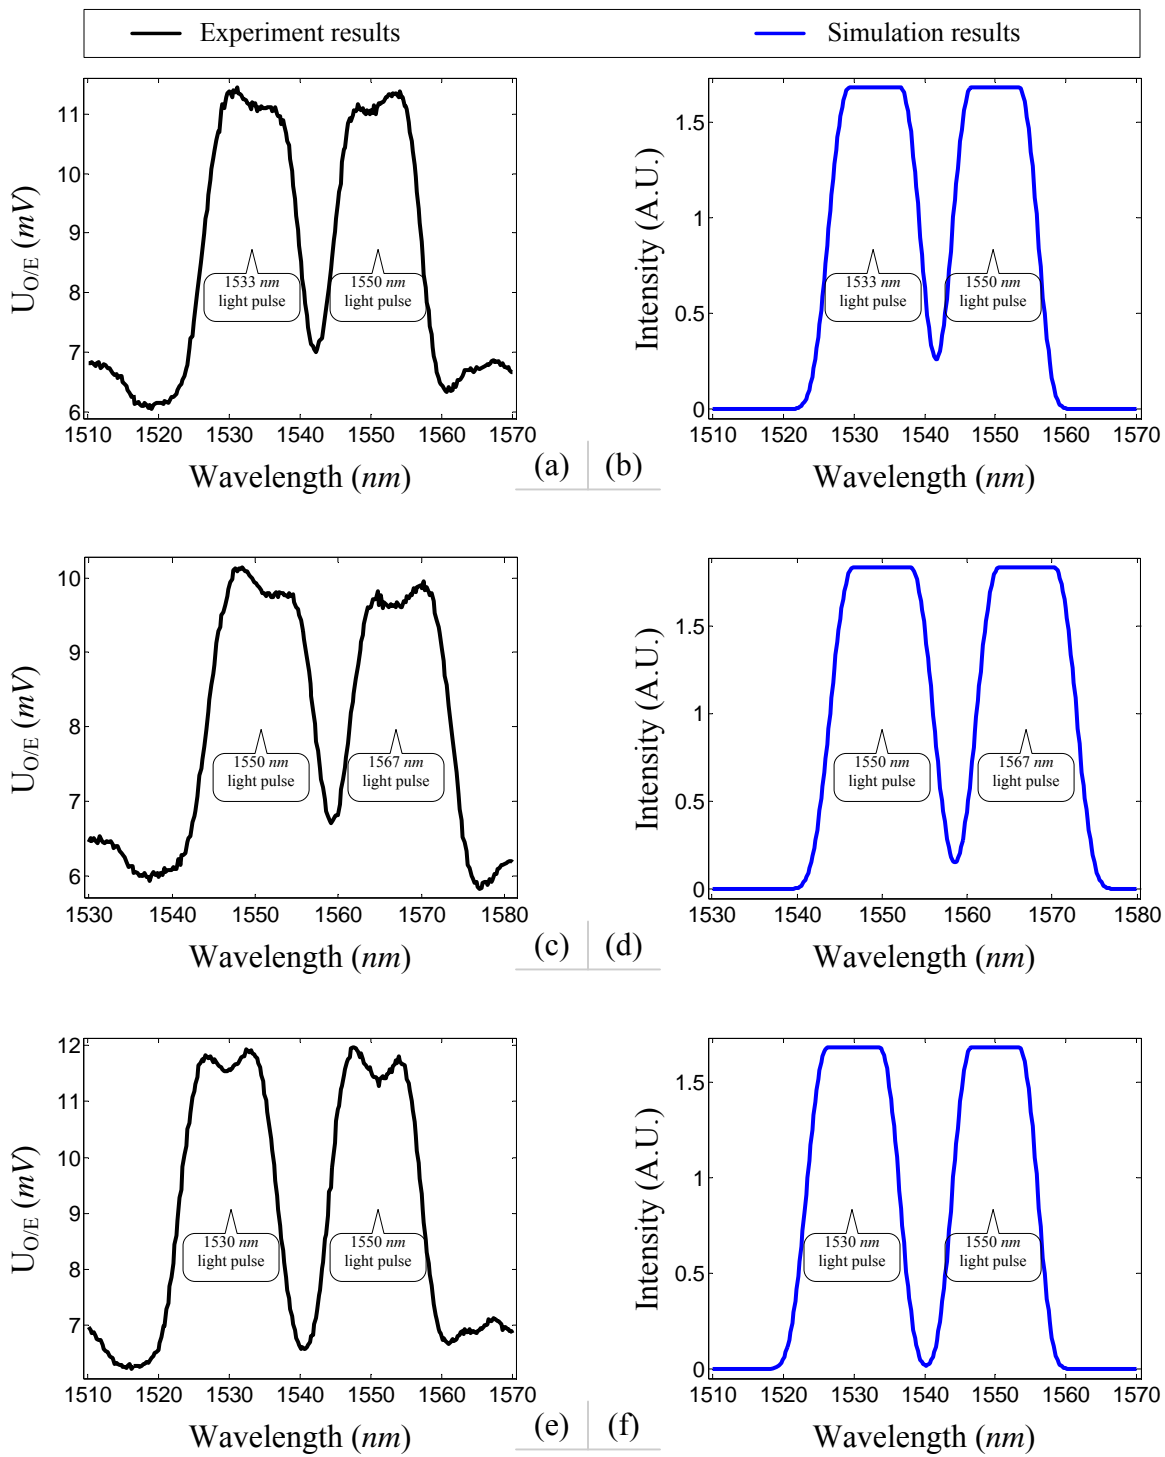 Experiment results
Simulation results
11
10
9
8
7
6
1510 1520 1530 1540 1550 1560 1570
U_O/E (mV)
Wavelength (nm)
1533 nm
light pulse
1550 nm
light pulse
(a)
(b)
1.5
1
0.5
0
1510 1520 1530 1540 1550 1560 1570
Intensity (A.U.)
Wavelength (nm)
1533 nm
light pulse
1550 nm
light pulse
10
9
8
7
6
1530 1540 1550 1560 1570 1580
U_O/E (mV)
Wavelength (nm)
1550 nm
light pulse
1567 nm
light pulse
(c)
(d)
1.5
1
0.5
0
1530 1540 1550 1560 1570 1580
Intensity (A.U.)
Wavelength (nm)
1550 nm
light pulse
1567 nm
light pulse
12
11
10
9
8
7
1510 1520 1530 1540 1550 1560 1570
U_O/E (mV)
Wavelength (nm)
1530 nm
light pulse
1550 nm
light pulse
(e)
(f)
1.5
1
0.5
0
1510 1520 1530 1540 1550 1560 1570
Intensity (A.U.)
Wavelength (nm)
1530 nm
light pulse
1550 nm
light pulse